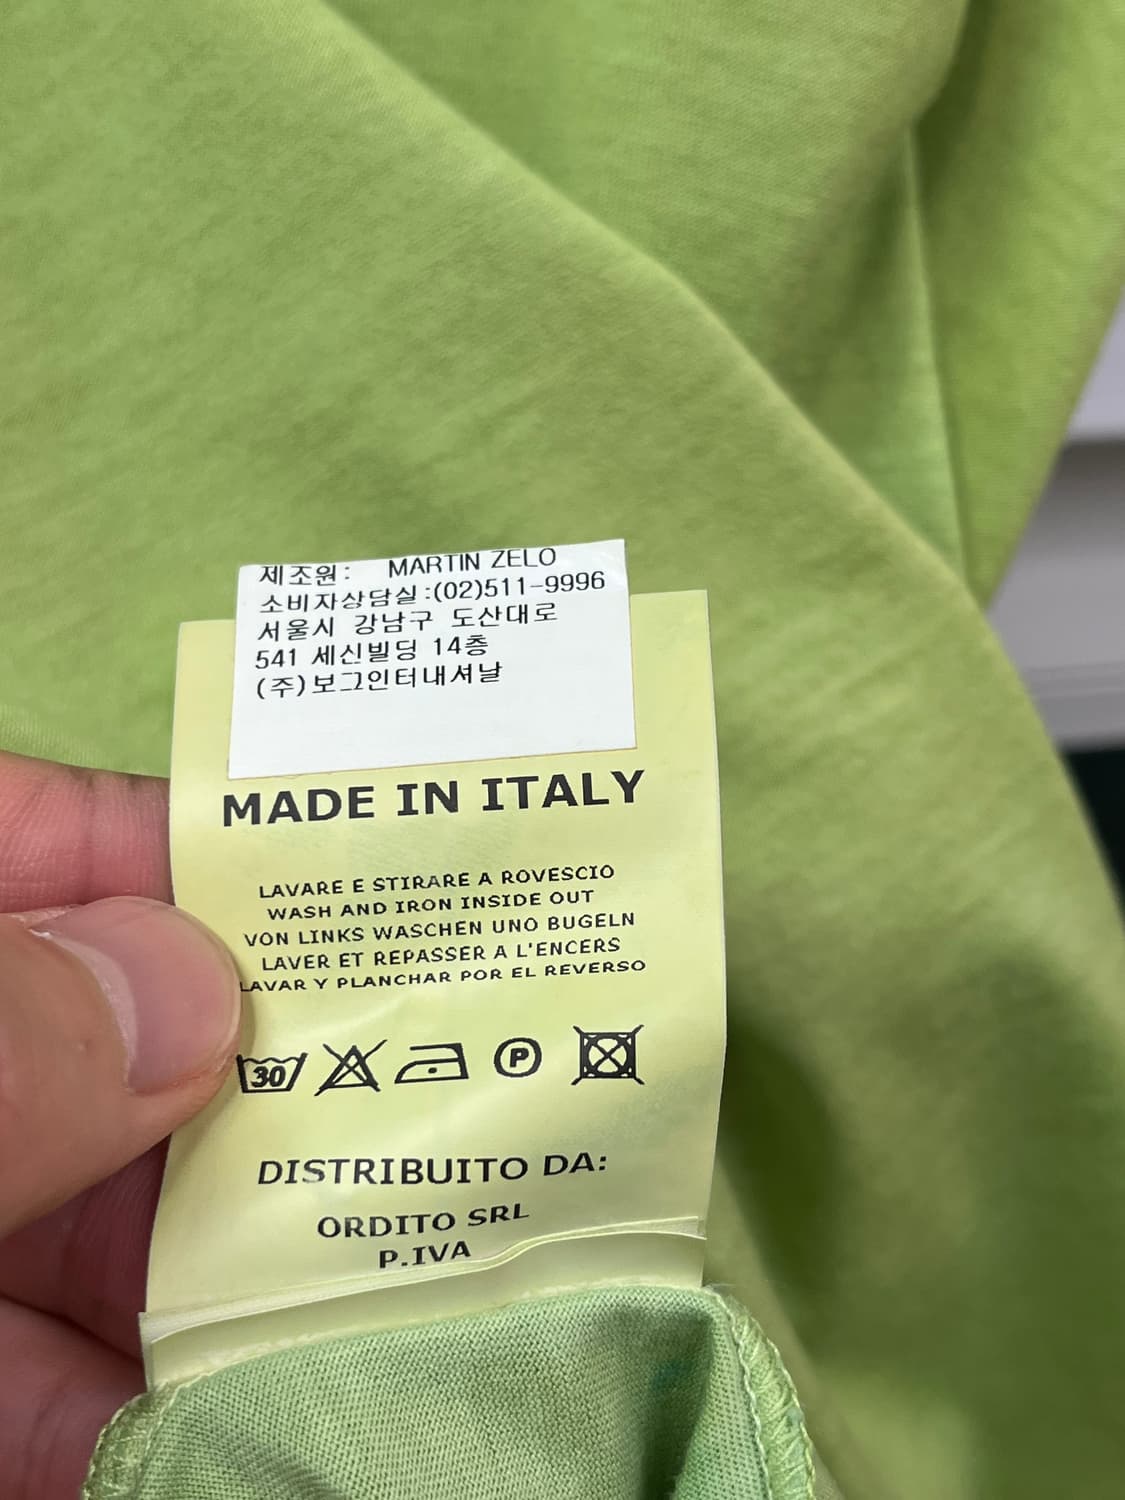 제조원: MARTIN ZELO
소비자상담실:(02)511-9996
서울시 강남구 도산대로
541 세신빌딩 14층
(주)보그인터내셔날
MADE IN ITALY
LAVARE E STIRARE A ROVESCIO
WASH AND IRON INSIDE OUT
VON LINKS WASCHEN UNO BUGELN
LAVER ET REPASSER A L'ENCERS
LAVAR Y PLANCHAR POR EL REVERSO
30 P
DISTRIBUITO DA:
ORDITO SRL
P.IVA